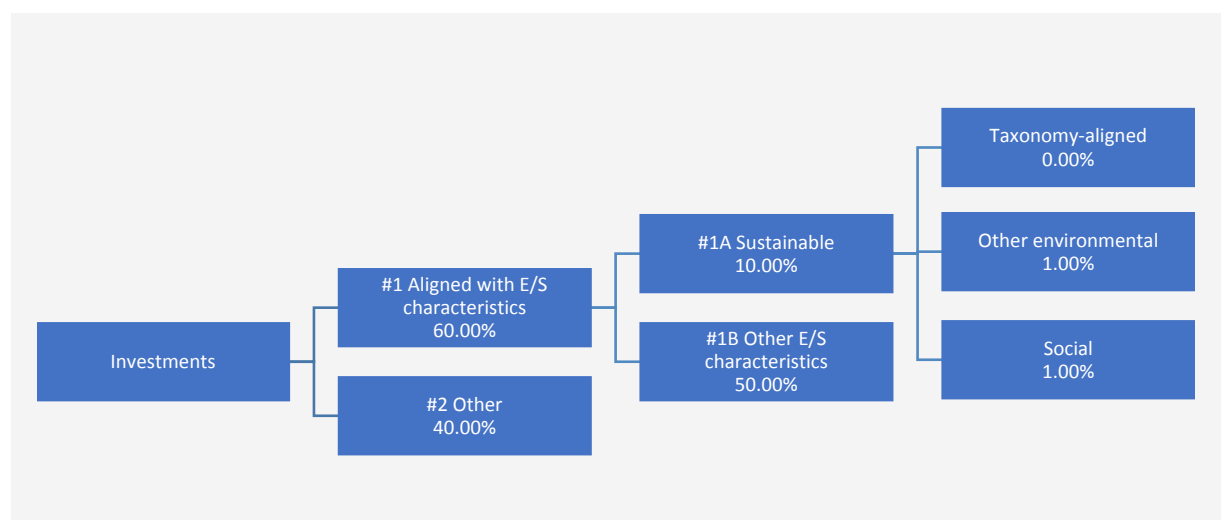 Investments
#1 Aligned with E/S
characteristics
60.00%
#2 Other
40.00%
#1A Sustainable
10.00%
#1B Other E/S
characteristics
50.00%
Taxonomy-aligned
0.00%
Other environmental
1.00%
Social
1.00%